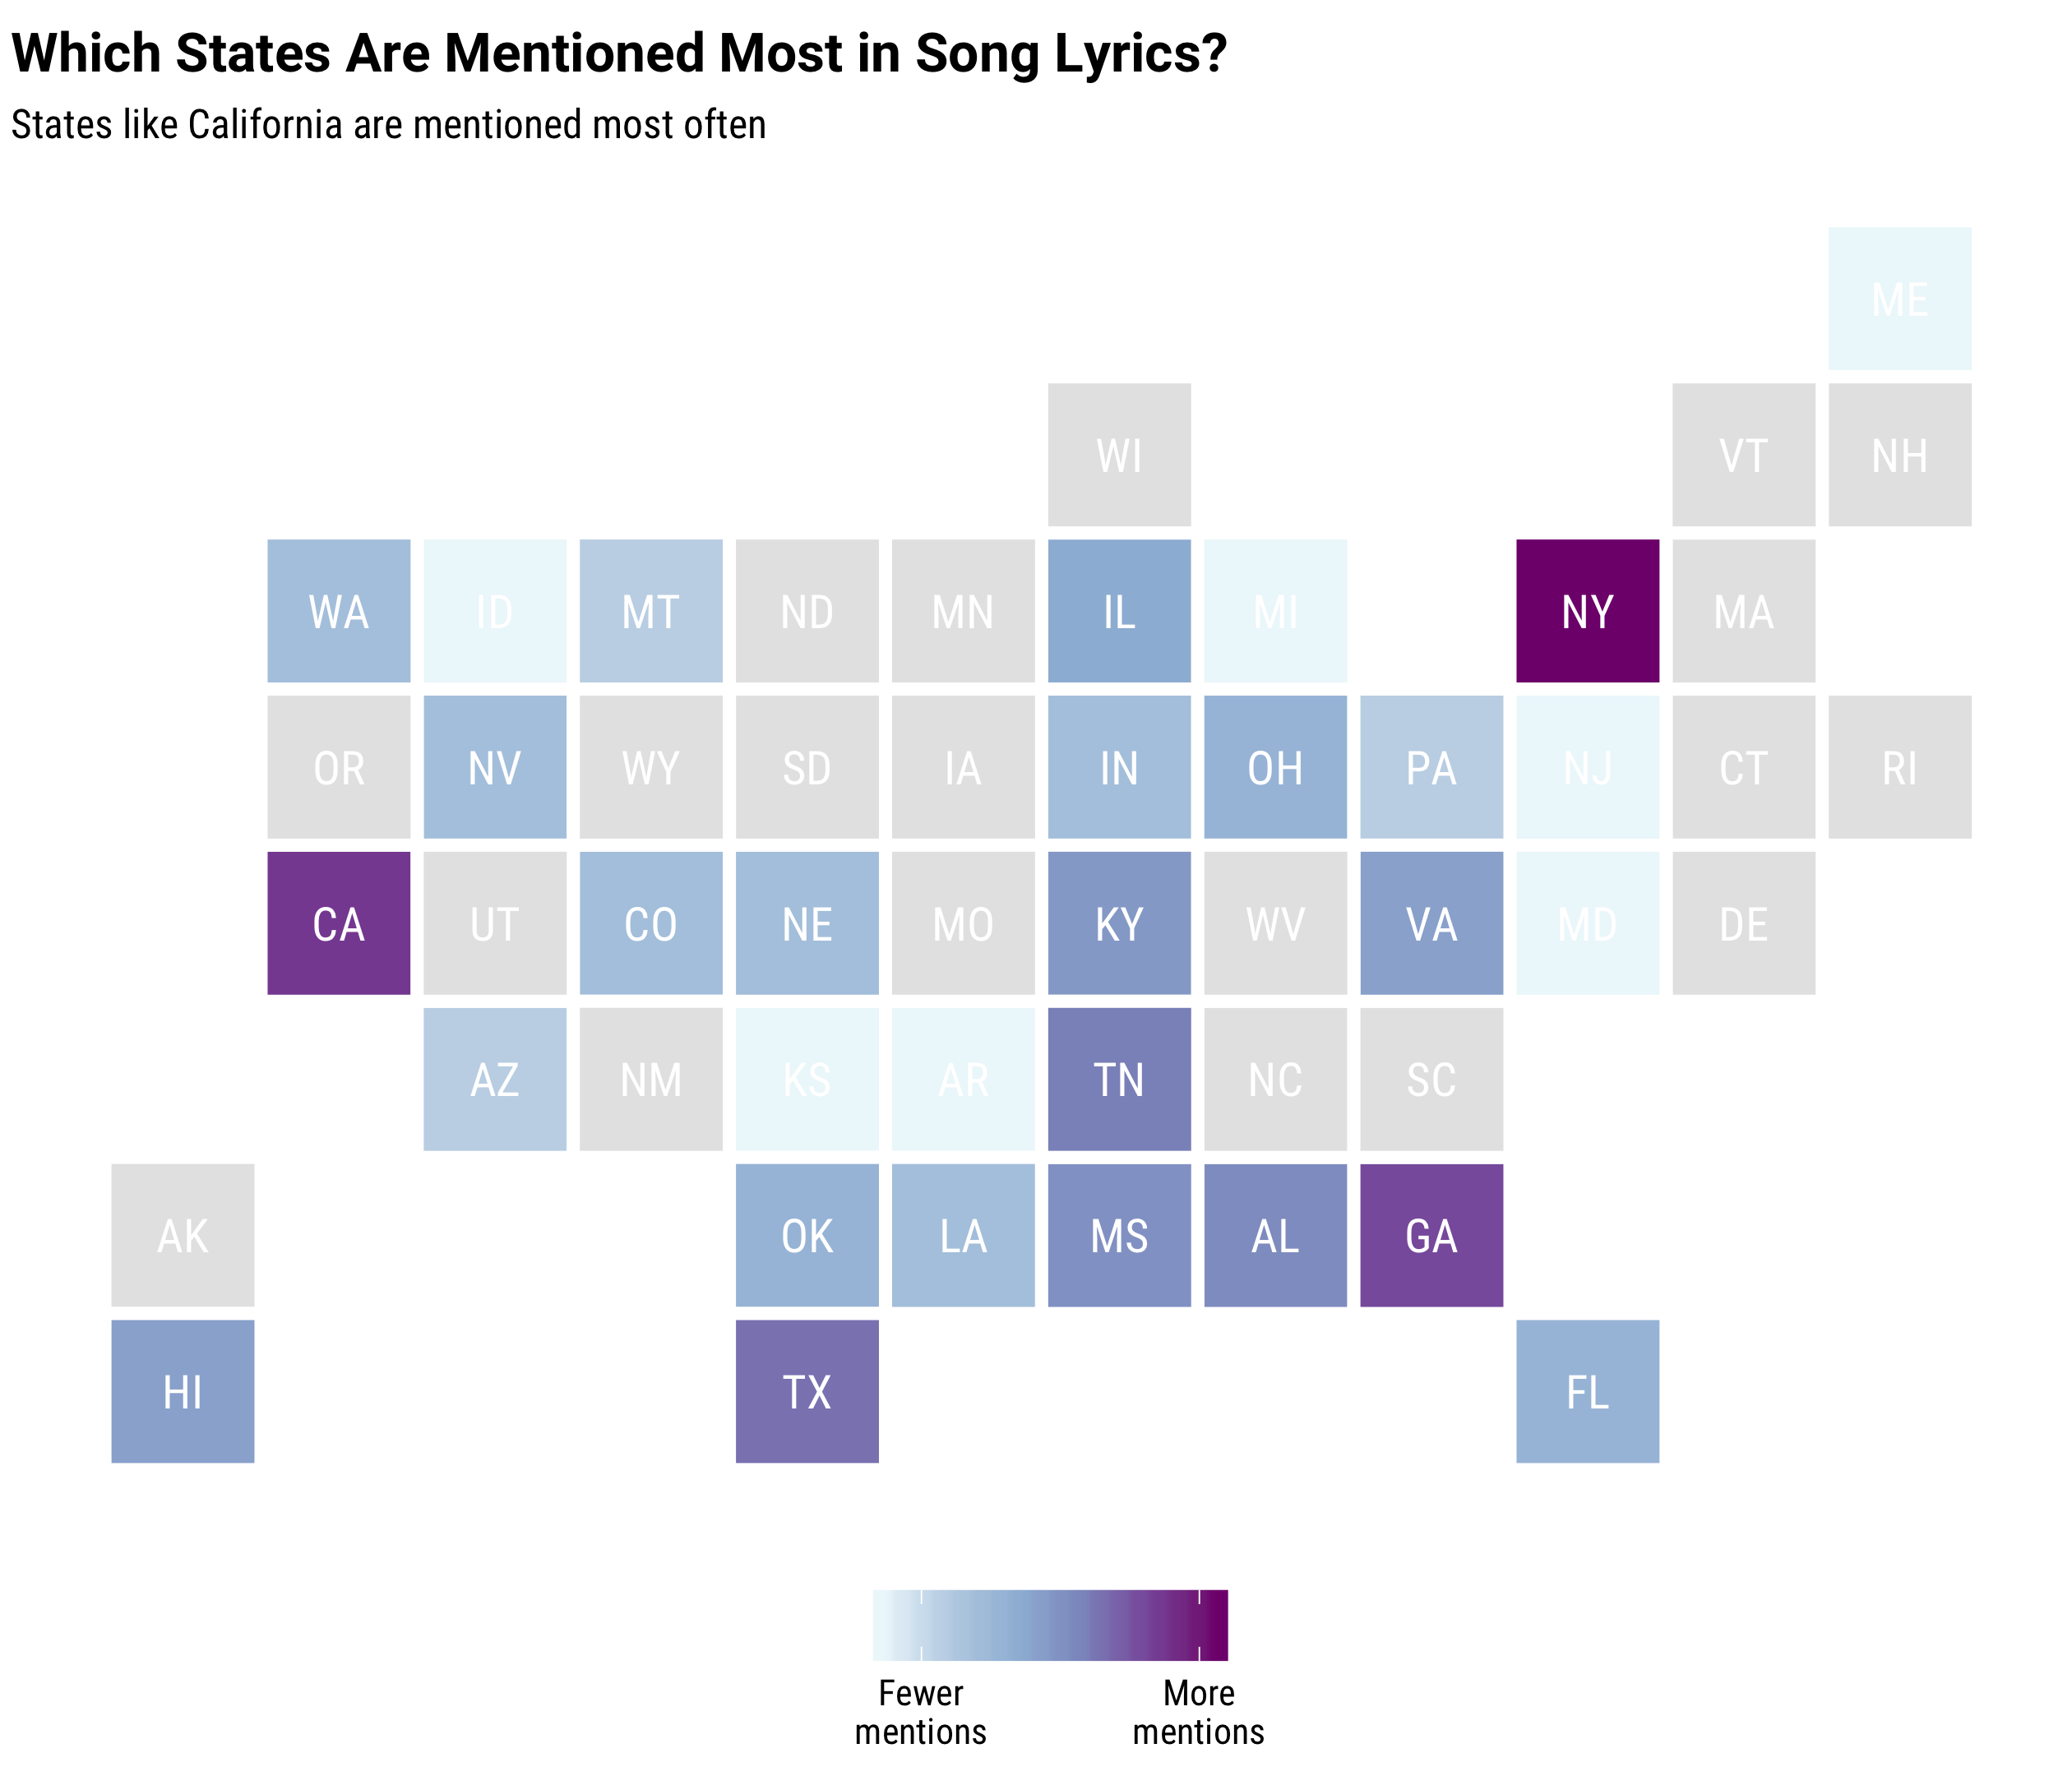 Which States Are Mentioned Most in Song Lyrics?
States like California are mentioned most often
ME
WI VT NH
WA ID MT ND MN IL MI NY MA
OR NV WY SD IA IN OH PA NJ CT RI
CA UT CO NE MO KY WV VA MD DE
AZ NM KS AR TN NC SC
AK OK LA MS AL GA
HI TX FL
Fewer
mentions
More
mentions